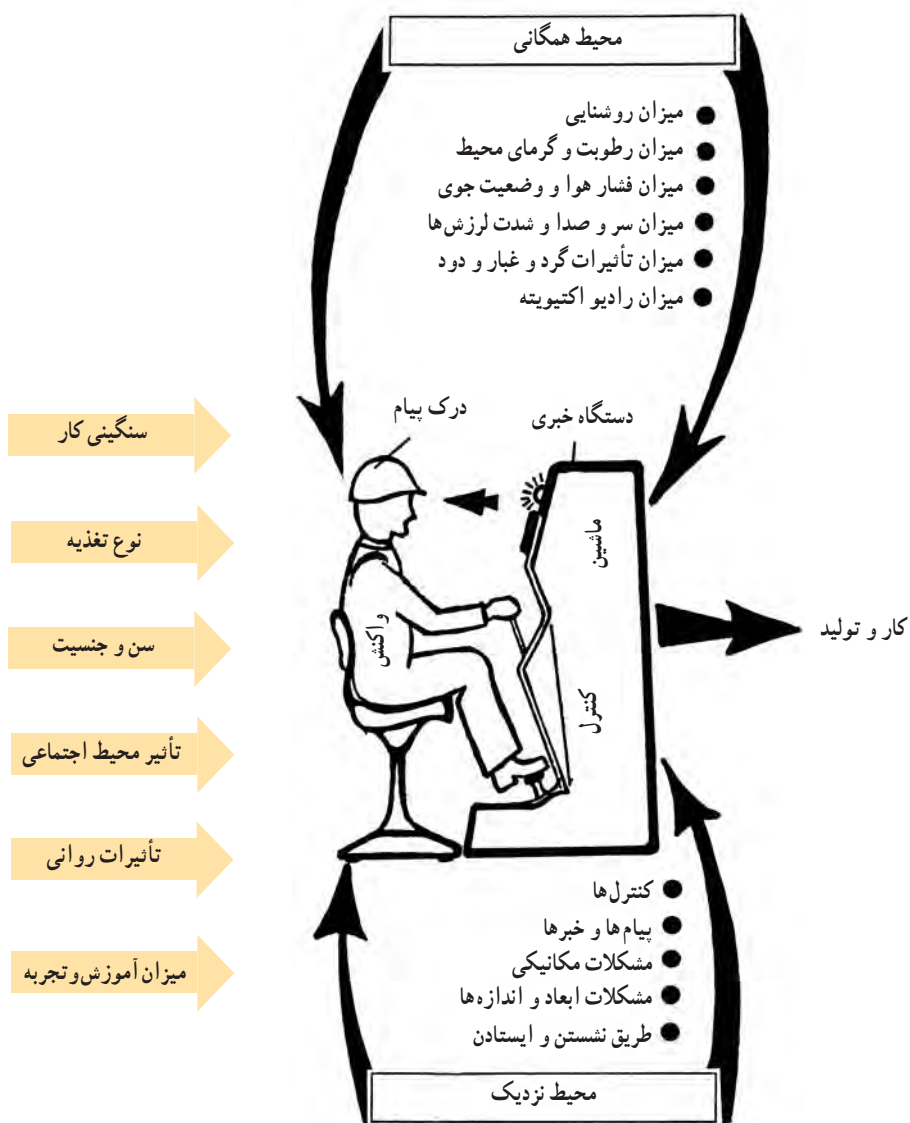 محیط همگانی
● میزان روشنایی
● میزان رطوبت و گرمای محیط
● میزان فشار هوا و وضعیت جوی
● میزان سر و صدا و شدت لرزش‌ها
● میزان تأثیرات گرد و غبار و دود
● میزان رادیو اکتیویته
دستگاه خبری
درک پیام
ماشین
واکنش
کنترل
کار و تولید
سنگینی کار
نوع تغذیه
سن و جنسیت
تأثیر محیط اجتماعی
تأثیرات روانی
میزان آموزش و تجربه
● کنترل‌ها
● پیام‌ها و خبرها
● مشکلات مکانیکی
● مشکلات ابعاد و اندازه‌ها
● طریق نشستن و ایستادن
محیط نزدیک